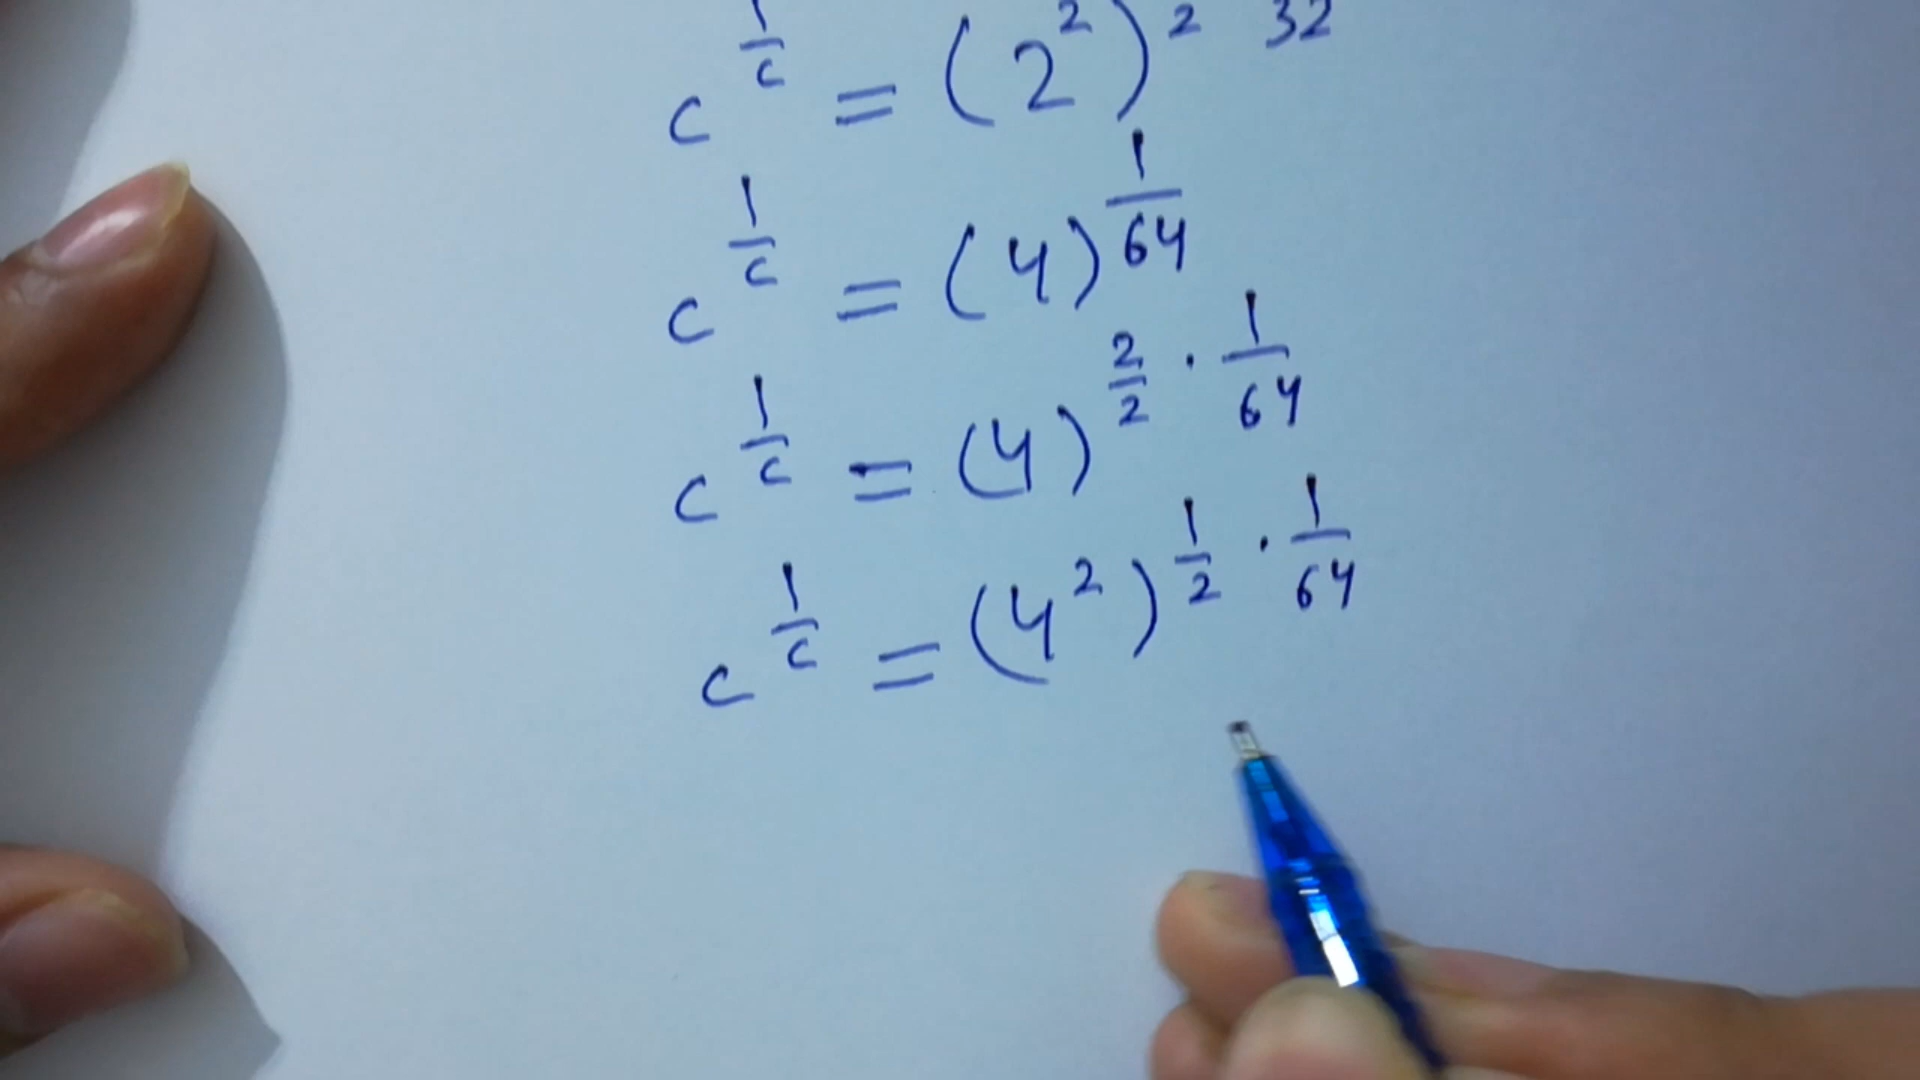 c^(1/c) = (2^2)^2 32
c^(1/c) = (4)^(1/64)
c^(1/c) = (4)^(2/2 · 1/64)
c^(1/c) = (4^2)^(1/2 · 1/64)